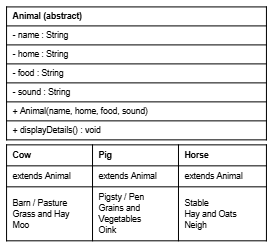 Animal (abstract)
- name : String
- home : String
- food : String
- sound : String
+ Animal(name, home, food, sound)
+ displayDetails() : void
Cow Pig Horse
extends Animal extends Animal extends Animal
Barn / Pasture
Grass and Hay
Moo
Pigsty / Pen
Grains and
Vegetables
Oink
Stable
Hay and Oats
Neigh